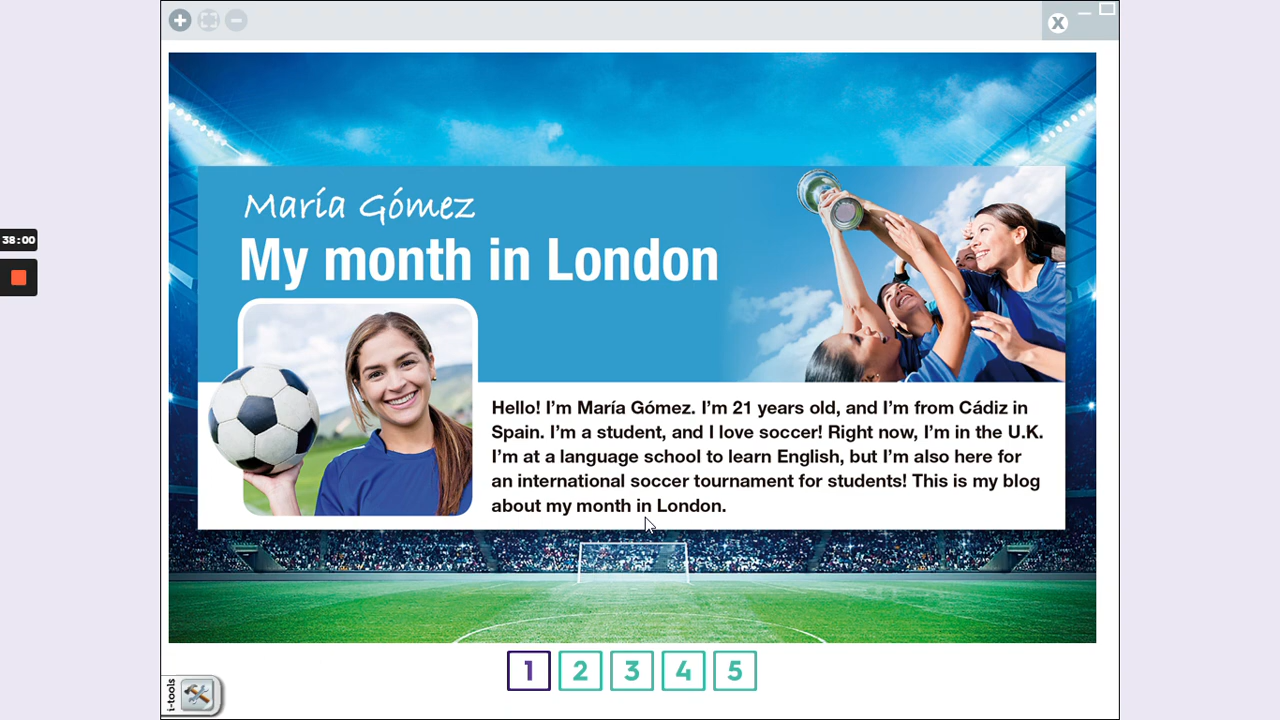 38:00
María Gómez
My month in London
Hello! I'm María Gómez. I'm 21 years old, and I'm from Cádiz in
Spain. I'm a student, and I love soccer! Right now, I'm in the U.K.
I'm at a language school to learn English, but I'm also here for
an international soccer tournament for students! This is my blog
about my month in London.
1 2 3 4 5
i-tools